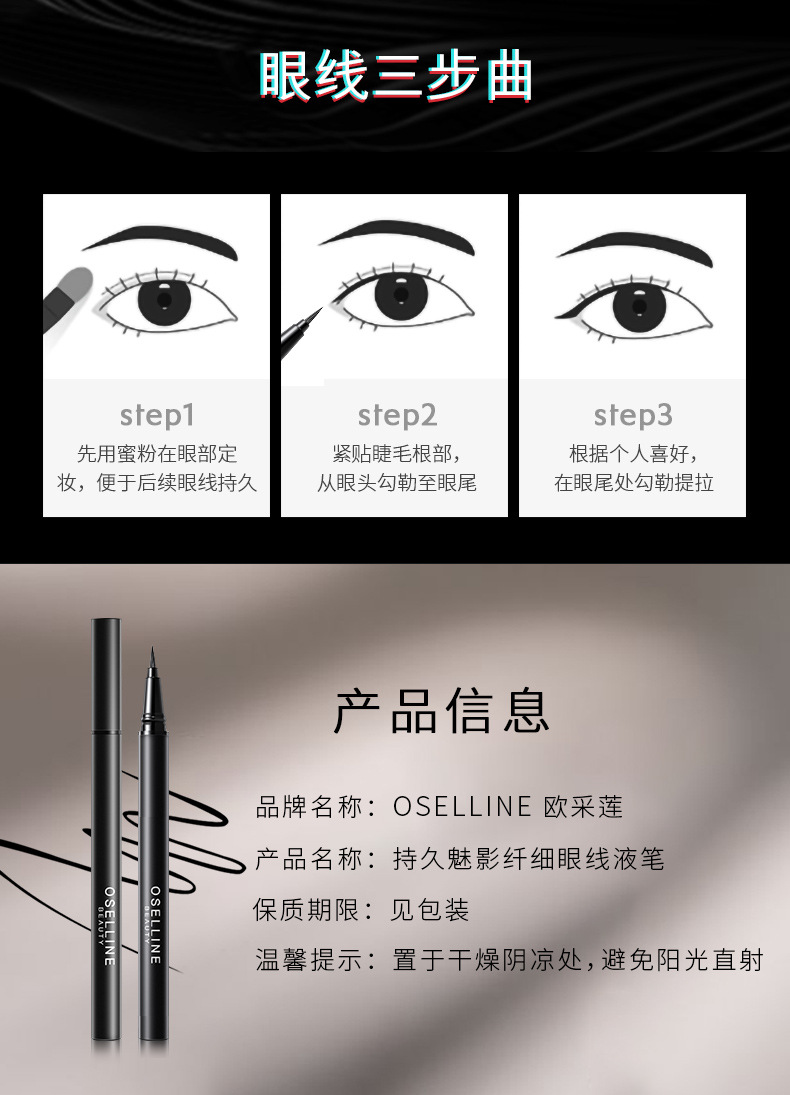 眼线三步曲
step1
先用蜜粉在眼部定
妆，便于后续眼线持久
step2
紧贴睫毛根部，
从眼头勾勒至眼尾
step3
根据个人喜好，
在眼尾处勾勒提拉
产品信息
品牌名称：OSELLINE 欧采莲
产品名称：持久魅影纤细眼线液笔
保质期限：见包装
温馨提示：置于干燥阴凉处，避免阳光直射
OSELLINE
BEAUTY
OSELLINE
BEAUTY